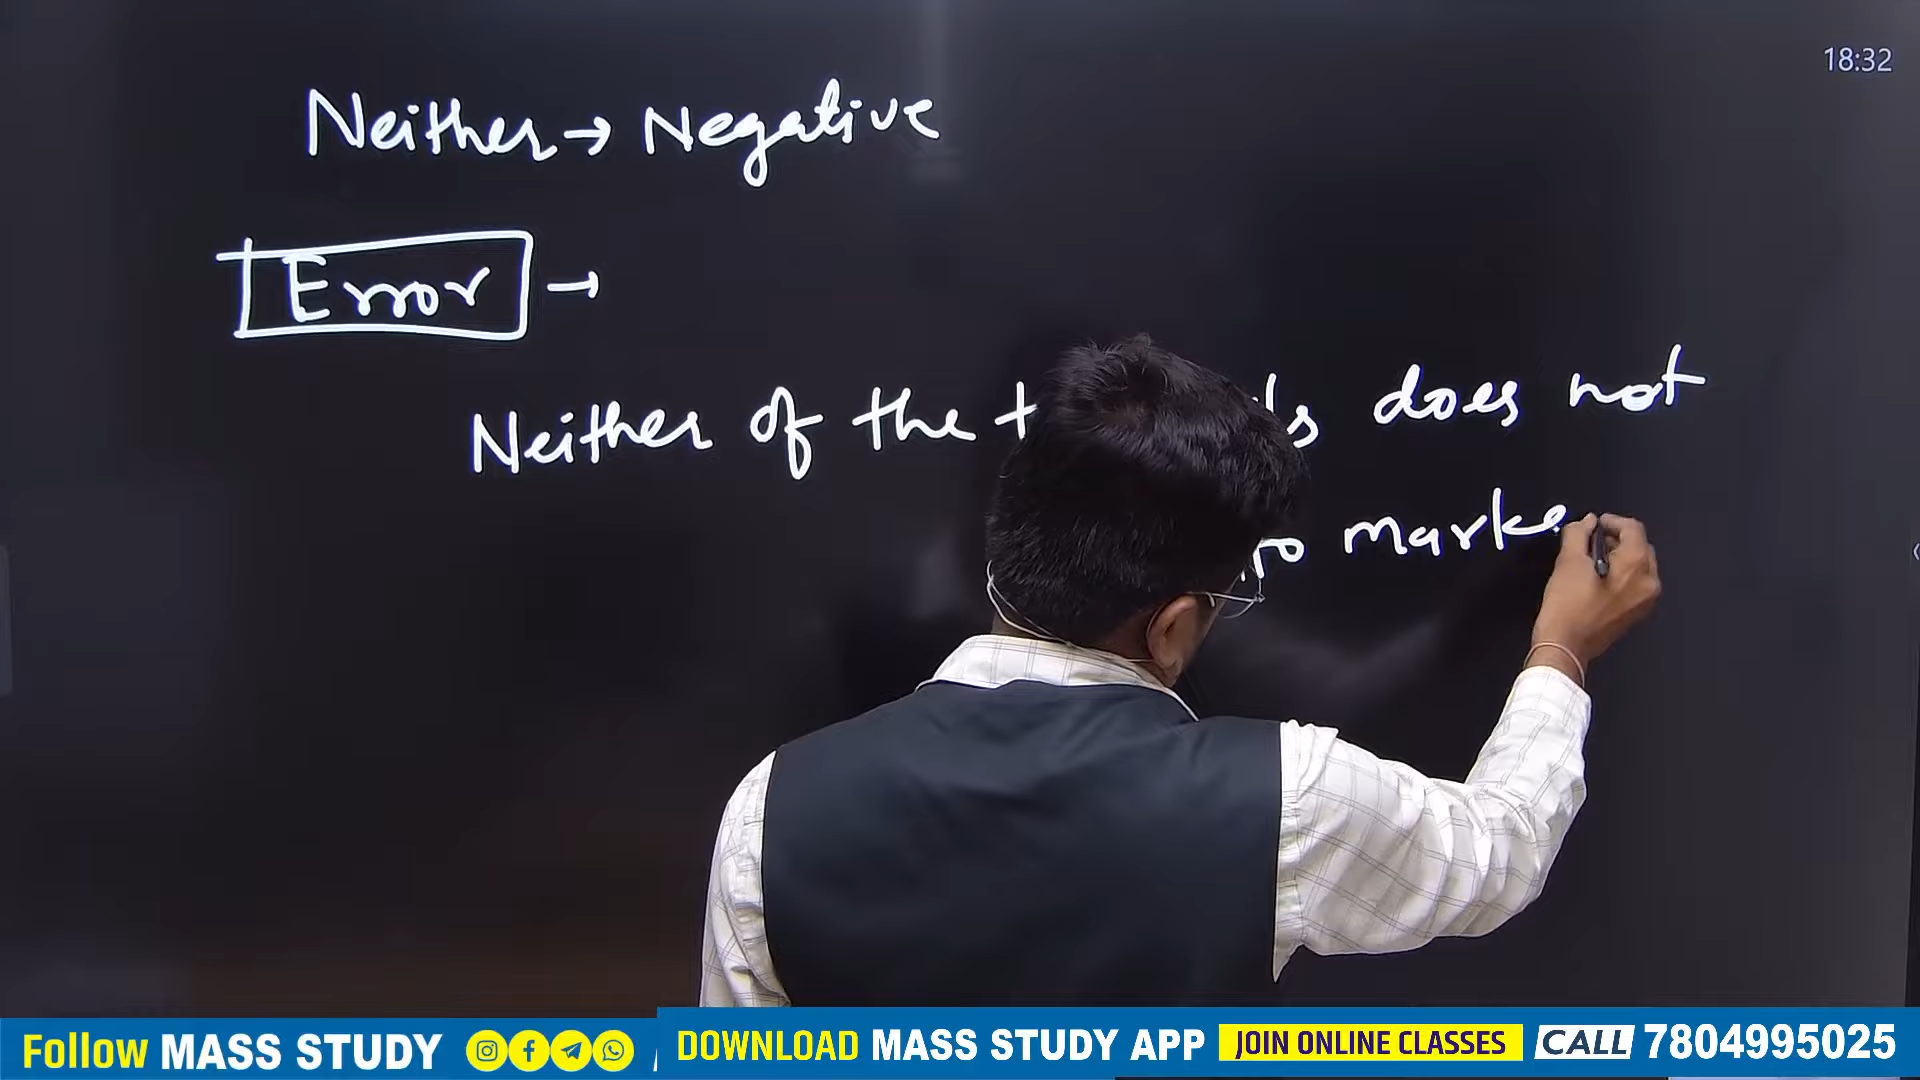 18:32
Neither → Negative
Error →
Neither of the does not
to marke
Follow MASS STUDY
DOWNLOAD MASS STUDY APP JOIN ONLINE CLASSES CALL 7804995025